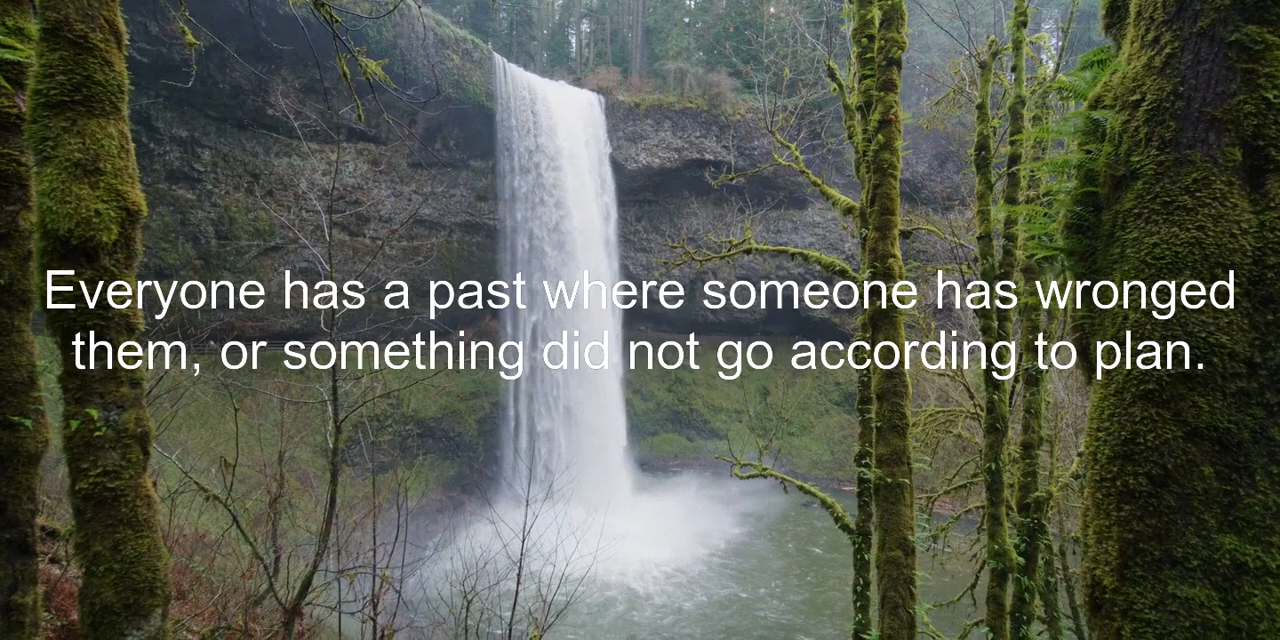 Everyone has a past where someone has wronged
them, or something did not go according to plan.